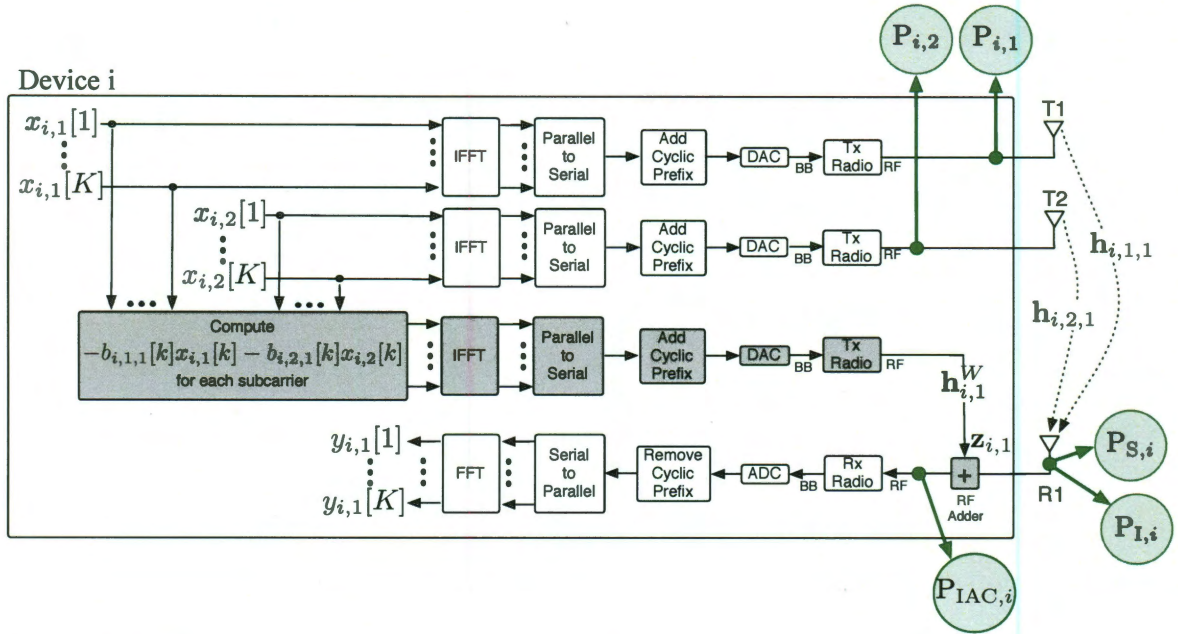 P_{i,2} P_{i,1}
Device i
x_{i,1}[1]
x_{i,1}[K]
IFFT
Parallel to Serial
Add Cyclic Prefix
DAC
BB
Tx Radio
RF
T1
x_{i,2}[1]
x_{i,2}[K]
IFFT
Parallel to Serial
Add Cyclic Prefix
DAC
BB
Tx Radio
RF
T2
h_{i,1,1}
h_{i,2,1}
Compute
-b_{i,1,1}[k]x_{i,1}[k] - b_{i,2,1}[k]x_{i,2}[k]
for each subcarrier
IFFT
Parallel to Serial
Add Cyclic Prefix
DAC
BB
Tx Radio
RF
h^W_{i,1}
y_{i,1}[1]
y_{i,1}[K]
FFT
Serial to Parallel
Remove Cyclic Prefix
ADC
BB
Rx Radio
RF
+
RF Adder
z_{i,1}
R1
P_{S,i}
P_{I,i}
P_{IAC,i}